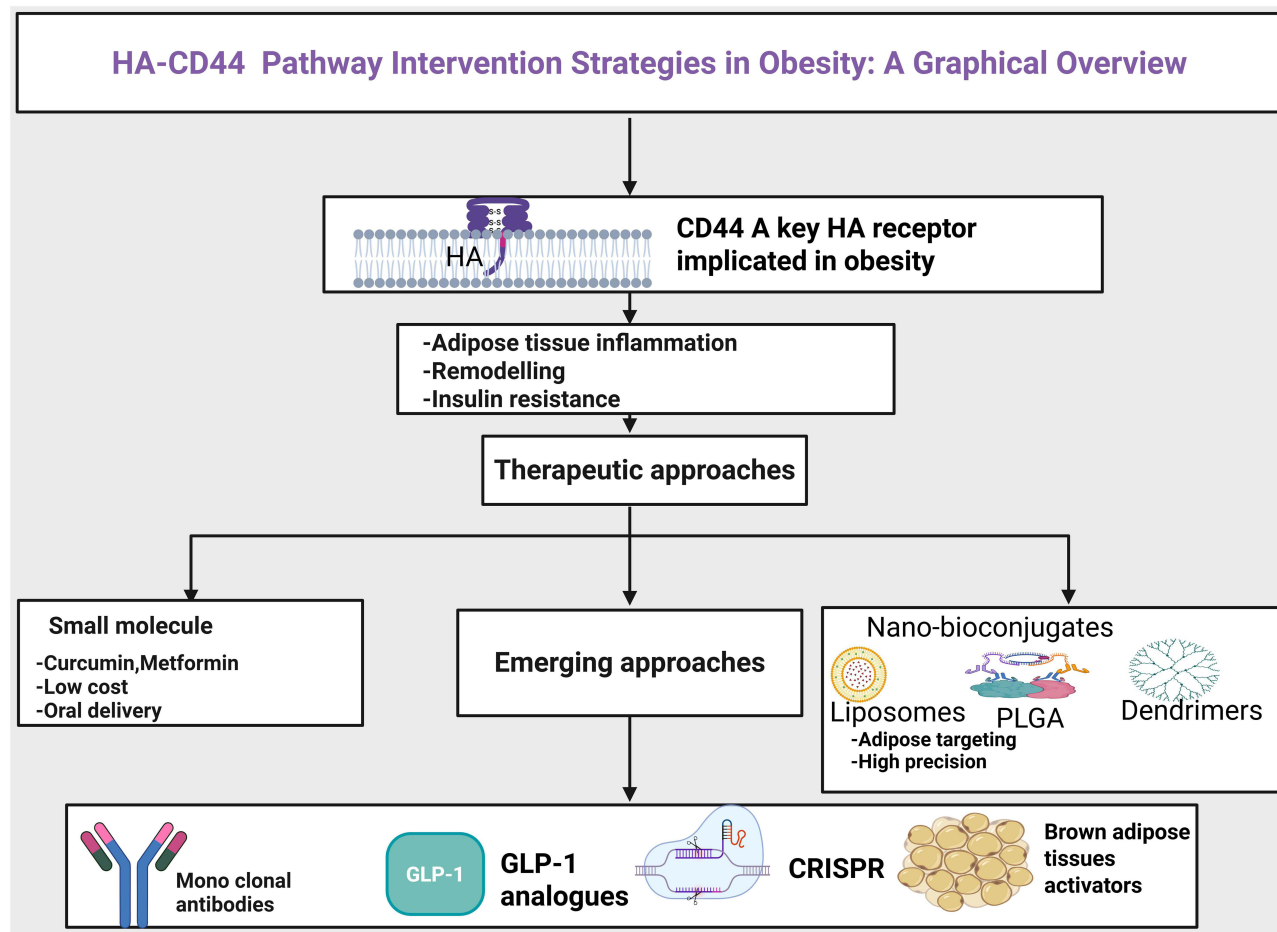 HA-CD44 Pathway Intervention Strategies in Obesity: A Graphical Overview
S-S
S-S
S-S
HA
CD44 A key HA receptor
implicated in obesity
-Adipose tissue inflammation
-Remodelling
-Insulin resistance
Therapeutic approaches
Small molecule
-Curcumin,Metformin
-Low cost
-Oral delivery
Emerging approaches
Nano-bioconjugates
Liposomes
PLGA
Dendrimers
-Adipose targeting
-High precision
Mono clonal
antibodies
GLP-1
GLP-1
analogues
CRISPR
Brown adipose
tissues
activators